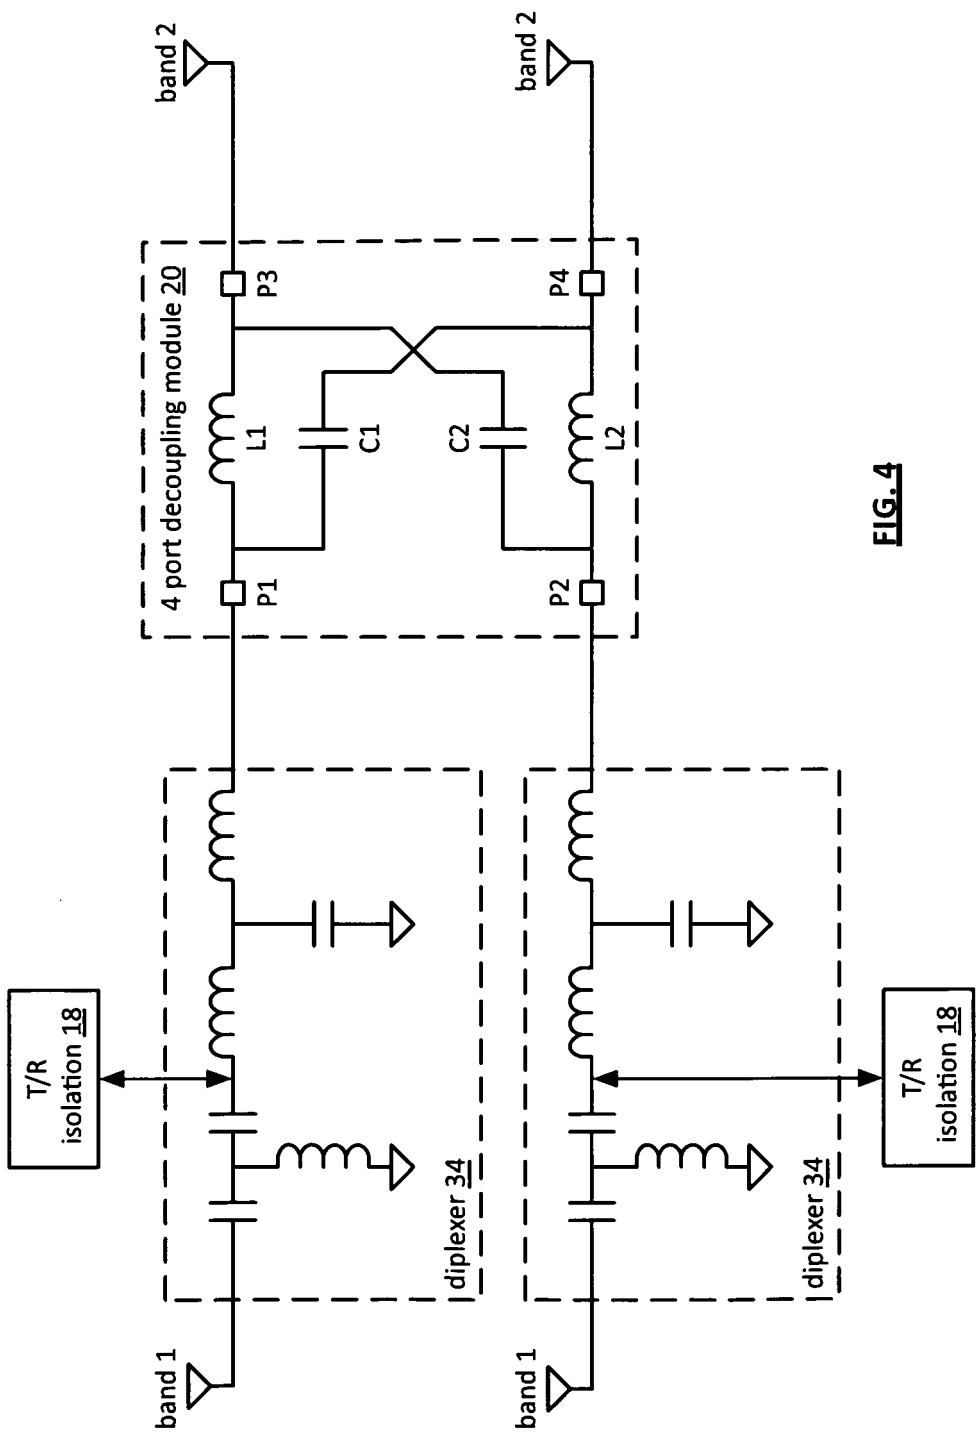 band 2
band 2
4 port decoupling module 20
P3
P4
L1
C1
C2
L2
P1
P2
T/R
isolation 18
T/R
isolation 18
diplexer 34
diplexer 34
band 1
band 1
FIG. 4